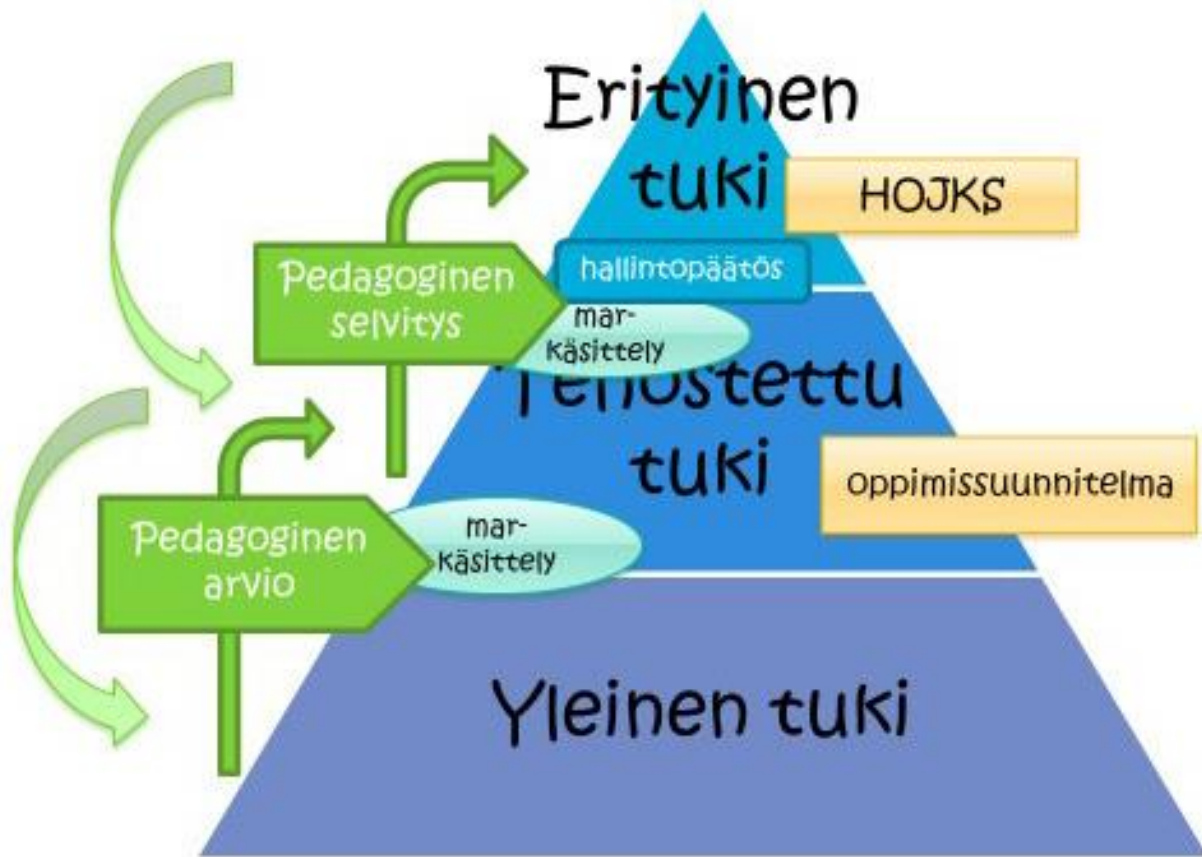 Erityinen
tuki
HOJKS
hallintopäätös
Pedagoginen
selvitys
mar-
käsittely
Tehostettu
tuki
oppimissuunnitelma
Pedagoginen
arvio
mar-
käsittely
Yleinen tuki